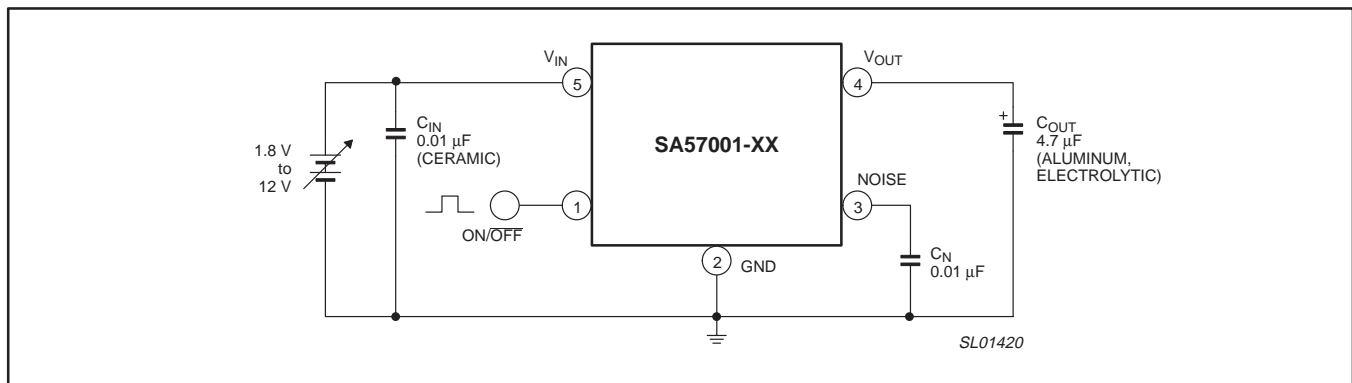 V_IN
5
1.8 V
to
12 V
C_IN
0.01 μF
(CERAMIC)
ON/OFF
1
SA57001-XX
2
GND
V_OUT
4
NOISE
3
C_N
0.01 μF
+
C_OUT
4.7 μF
(ALUMINUM,
ELECTROLYTIC)
SL01420